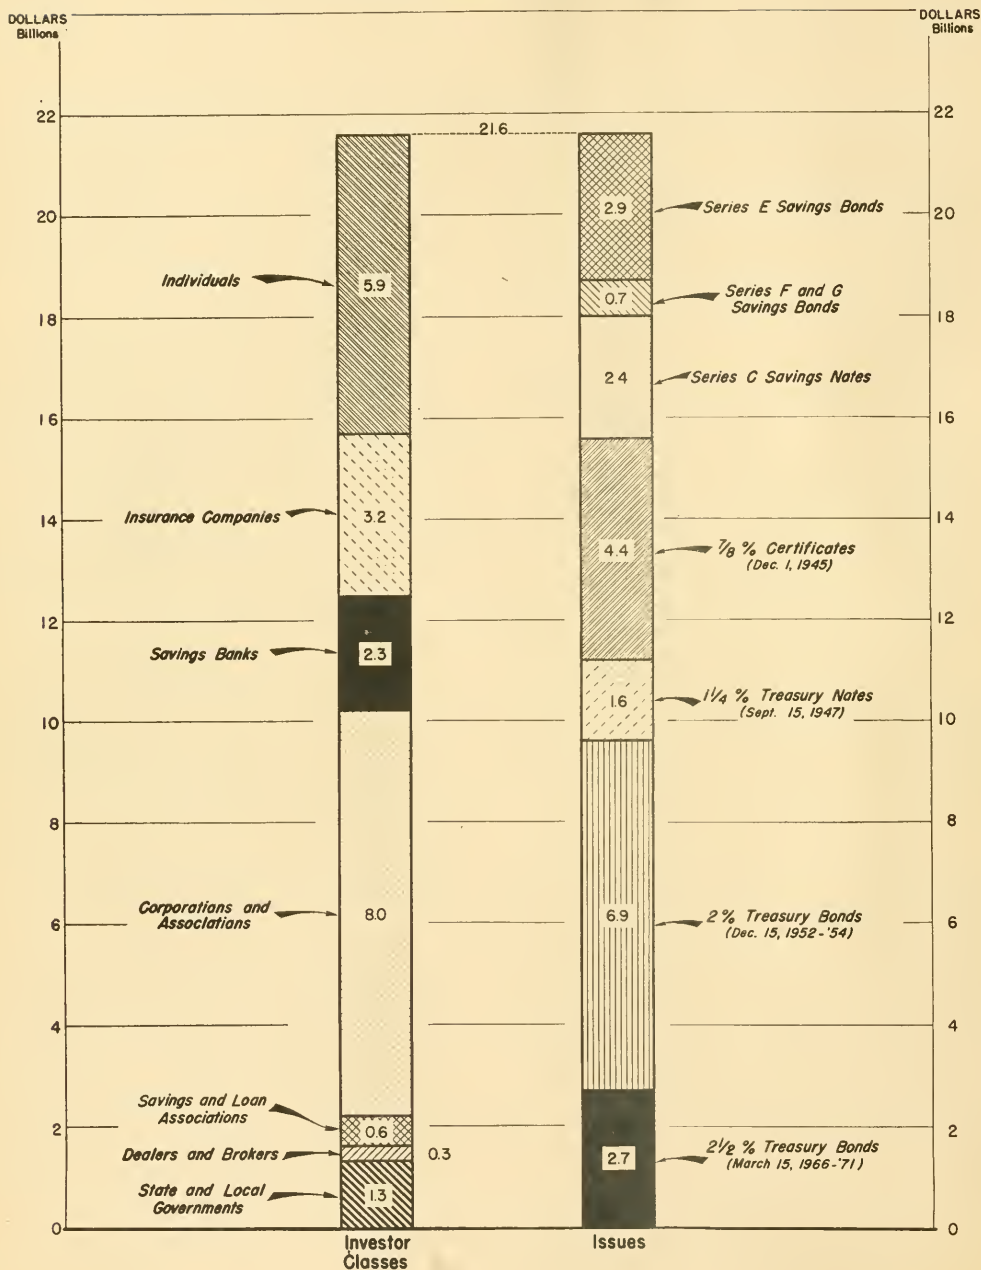 DOLLARS
Billions
DOLLARS
Billions
22
20
18
16
14
12
10
8
6
4
2
0
Individuals
Insurance Companies
Savings Banks
Corporations and
Associations
Savings and Loan
Associations
Dealers and Brokers
State and Local
Governments
5.9
3.2
2.3
8.0
0.6
0.3
1.3
Investor
Classes
21.6
2.9
0.7
2.4
4.4
1.6
6.9
2.7
Issues
Series E Savings Bonds
Series F and G
Savings Bonds
Series C Savings Notes
7/8 % Certificates
(Dec. 1, 1945)
1 1/4 % Treasury Notes
(Sept. 15, 1947)
2 % Treasury Bonds
(Dec. 15, 1952-'54)
2 1/2 % Treasury Bonds
(March 15, 1966-'71)
22
20
18
16
14
12
10
8
6
4
2
0